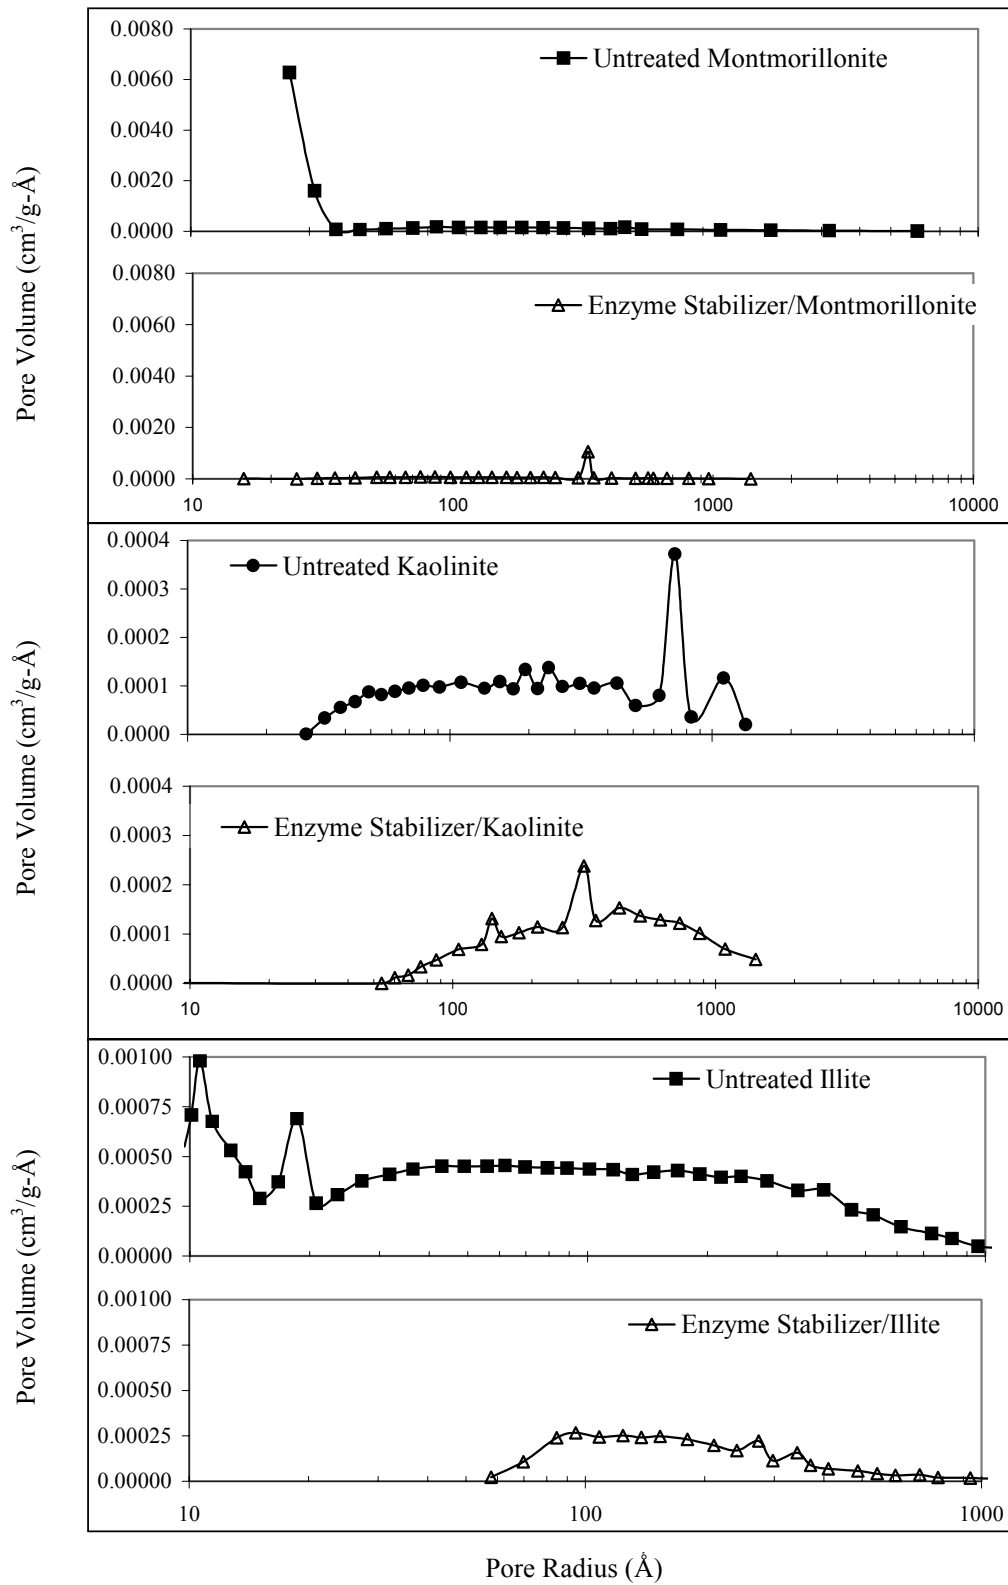 0.0080
Untreated Montmorillonite
0.0060
0.0040
0.0020
0.0000
Pore Volume (cm³/g-Å)
0.0080
Enzyme Stabilizer/Montmorillonite
0.0060
0.0040
0.0020
0.0000
10 100 1000 10000
0.0004
Untreated Kaolinite
0.0003
0.0002
0.0001
0.0000
Pore Volume (cm³/g-Å)
0.0004
Enzyme Stabilizer/Kaolinite
0.0003
0.0002
0.0001
0.0000
10 100 1000 10000
0.00100
Untreated Illite
0.00075
0.00050
0.00025
0.00000
Pore Volume (cm³/g-Å)
0.00100
Enzyme Stabilizer/Illite
0.00075
0.00050
0.00025
0.00000
10 100 1000
Pore Radius (Å)